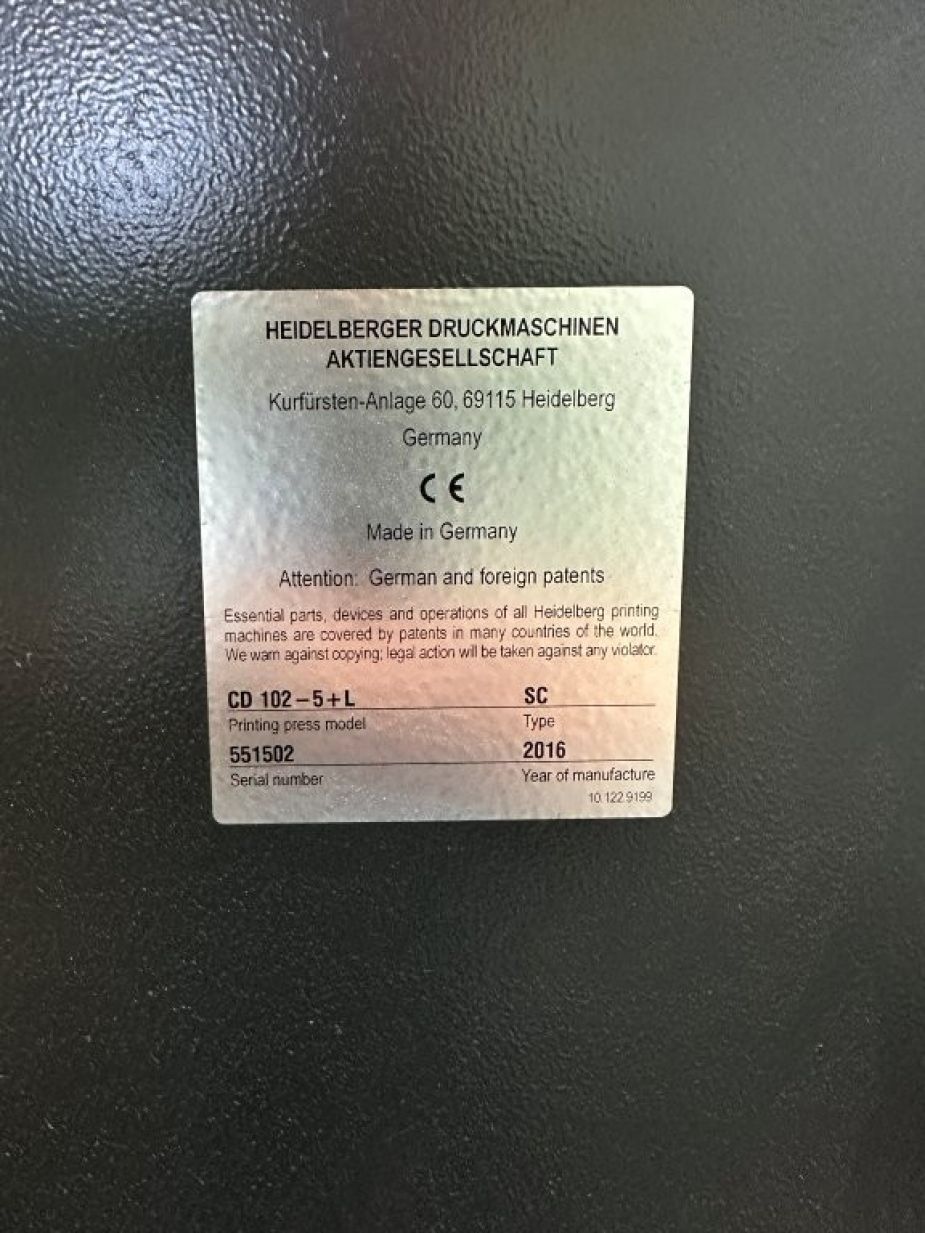 HEIDELBERGER DRUCKMASCHINEN
AKTIENGESELLSCHAFT
Kurfürsten-Anlage 60, 69115 Heidelberg
Germany
CE
Made in Germany
Attention: German and foreign patents
Essential parts, devices and operations of all Heidelberg printing
machines are covered by patents in many countries of the world.
We warn against copying; legal action will be taken against any violator.
CD 102-5+L SC
Printing press model Type
551502 2016
Serial number Year of manufacture
10.122.9199